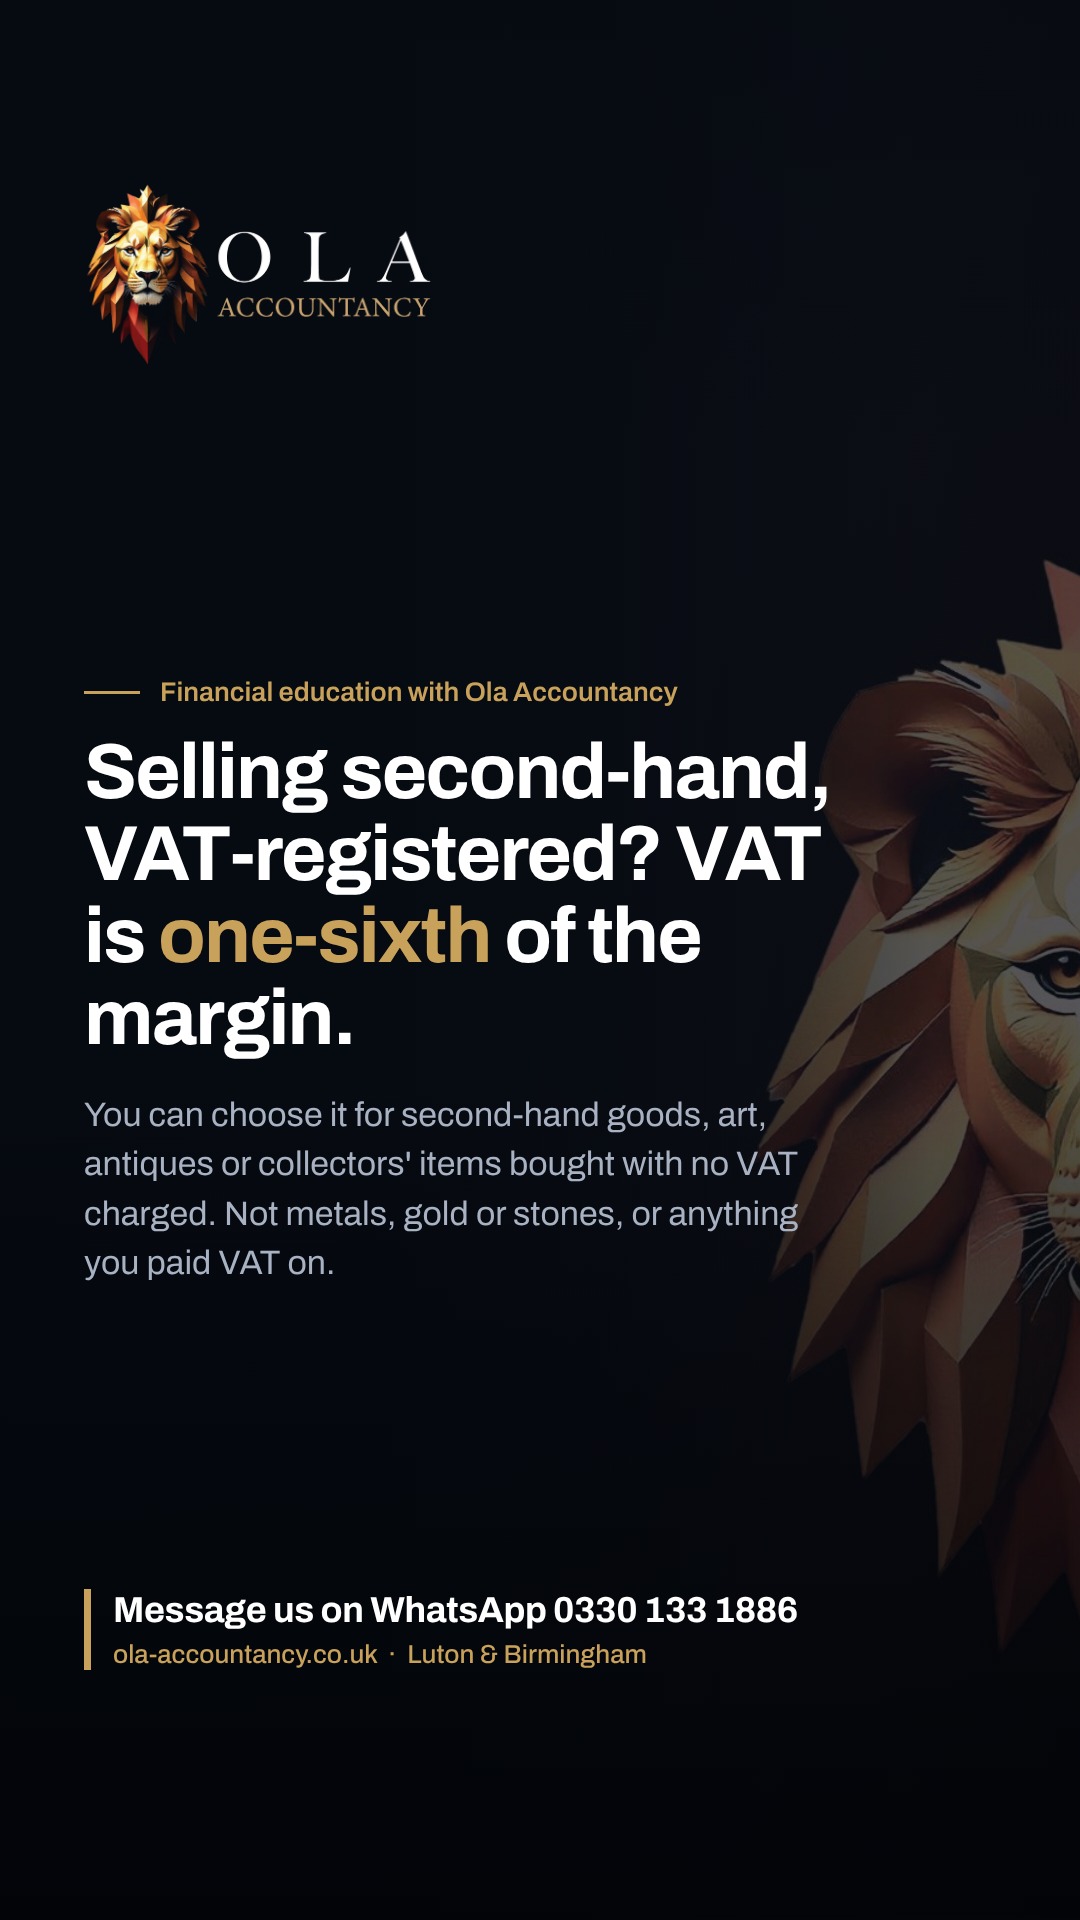 OLA
ACCOUNTANCY
Financial education with Ola Accountancy
Selling second-hand,
VAT-registered? VAT
is one-sixth of the
margin.
You can choose it for second-hand goods, art,
antiques or collectors' items bought with no VAT
charged. Not metals, gold or stones, or anything
you paid VAT on.
Message us on WhatsApp 0330 133 1886
ola-accountancy.co.uk · Luton & Birmingham